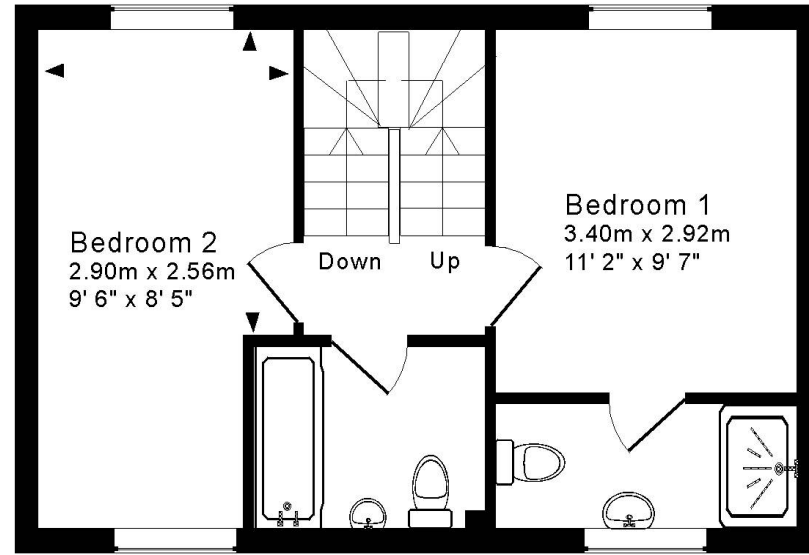 Bedroom 2
2.90m x 2.56m
9' 6" x 8' 5"
Down Up
Bedroom 1
3.40m x 2.92m
11' 2" x 9' 7"